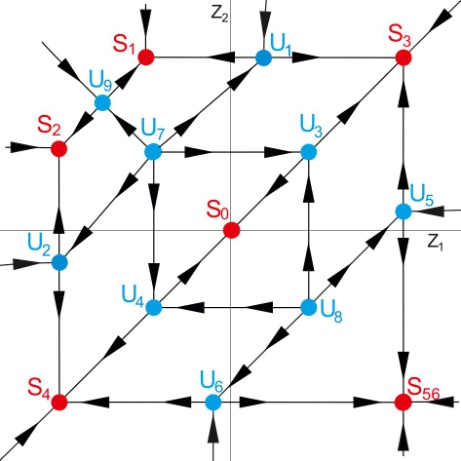 Z₂
S₁
U₁
S₃
U₉
S₂
U₇
U₃
S₀
U₅
U₂
Z₁
U₄
U₈
U₆
S₄
S₅₆